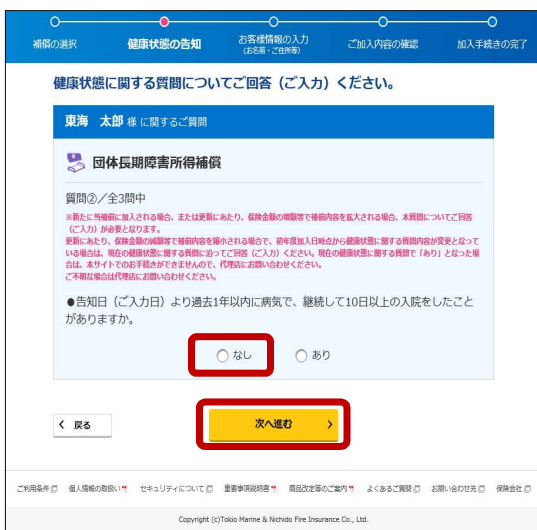 補償の選択
健康状態の告知
お客様情報の入力
(お名前・ご住所等)
ご加入内容の確認
加入手続きの完了
健康状態に関する質問についてご回答（ご入力）ください。
東海　太郎 様 に関するご質問
団体長期障害所得補償
質問②／全3問中
※新たに当補償に加入される場合、または更新にあたり、保険金額の増額等で補償内容を拡大される場合、本質問についてご回答
（ご入力）が必要となります。
更新にあたり、保険金額の減額等で補償内容を縮小される場合で、初年度加入日時点から健康状態に関する質問内容が変更となって
いる場合は、現在の健康状態に関する質問に沿ってご回答（ご入力）ください。現在の健康状態に関する質問で「あり」となった場
合は、本サイトでのお手続きができませんので、代理店にお問い合わせください。
ご不明な場合は代理店にお問い合わせください。
●告知日（ご入力日）より過去1年以内に病気で、継続して10日以上の入院をしたこと
がありますか。
なし
あり
戻る
次へ進む
ご利用条件
個人情報の取扱い
セキュリティについて
重要事項説明書
商品改定等のご案内
よくあるご質問
お問い合わせ先
保険会社
Copyright (c)Tokio Marine & Nichido Fire Insurance Co., Ltd.